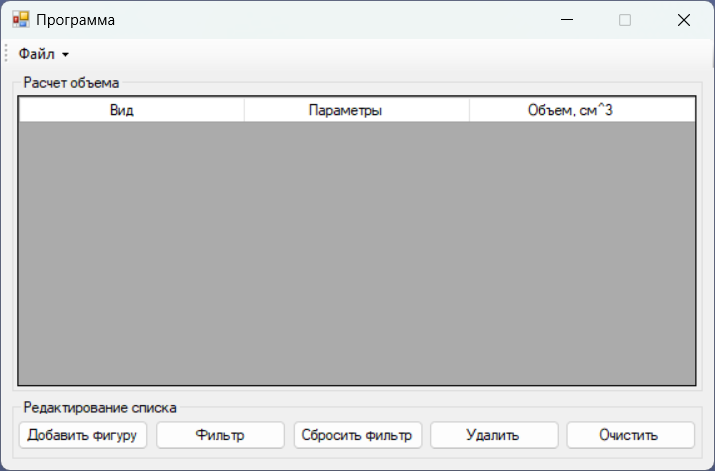 Программа
Файл
Расчет объема
Вид Параметры Объем, см^3
Редактирование списка
Добавить фигуру Фильтр Сбросить фильтр Удалить Очистить